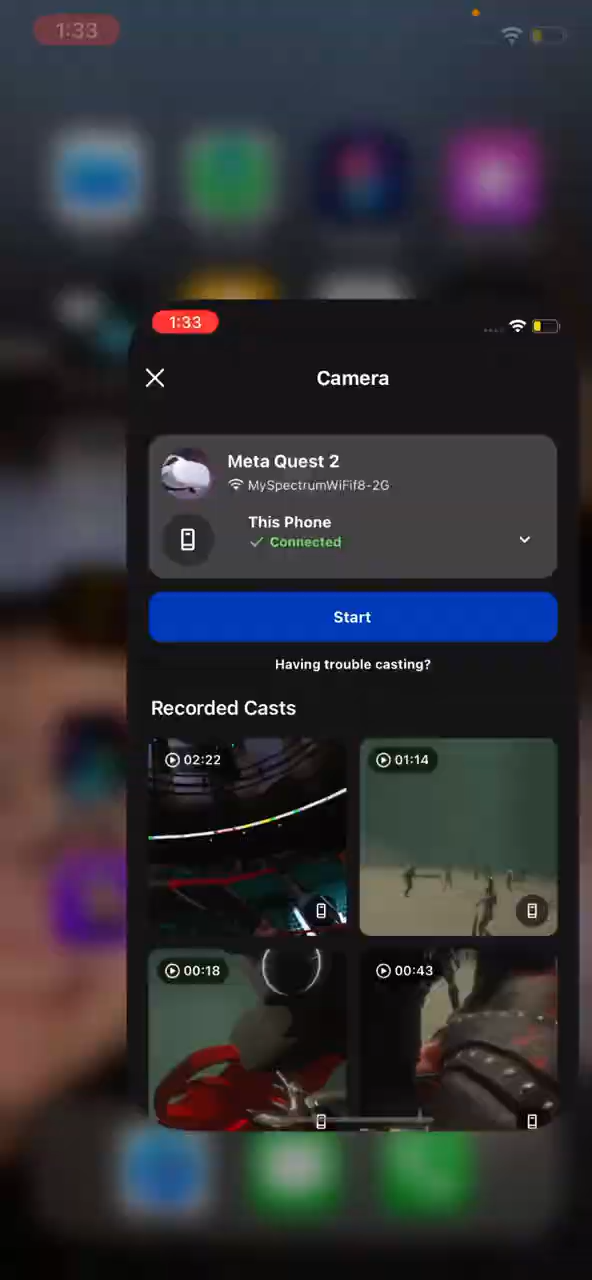 1:33
1:33
Camera
Meta Quest 2
MySpectrumWiFif8-2G
This Phone
Connected
Start
Having trouble casting?
Recorded Casts
02:22
01:14
00:18
00:43